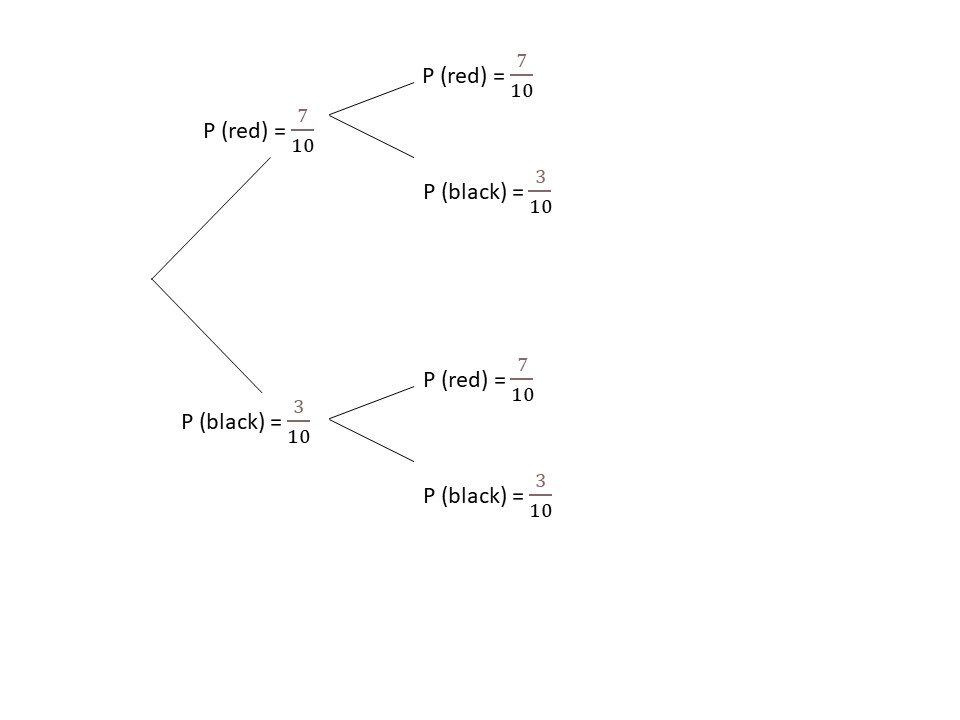 P (red) = 7/10
P (red) = 7/10
P (black) = 3/10
P (red) = 7/10
P (black) = 3/10
P (black) = 3/10